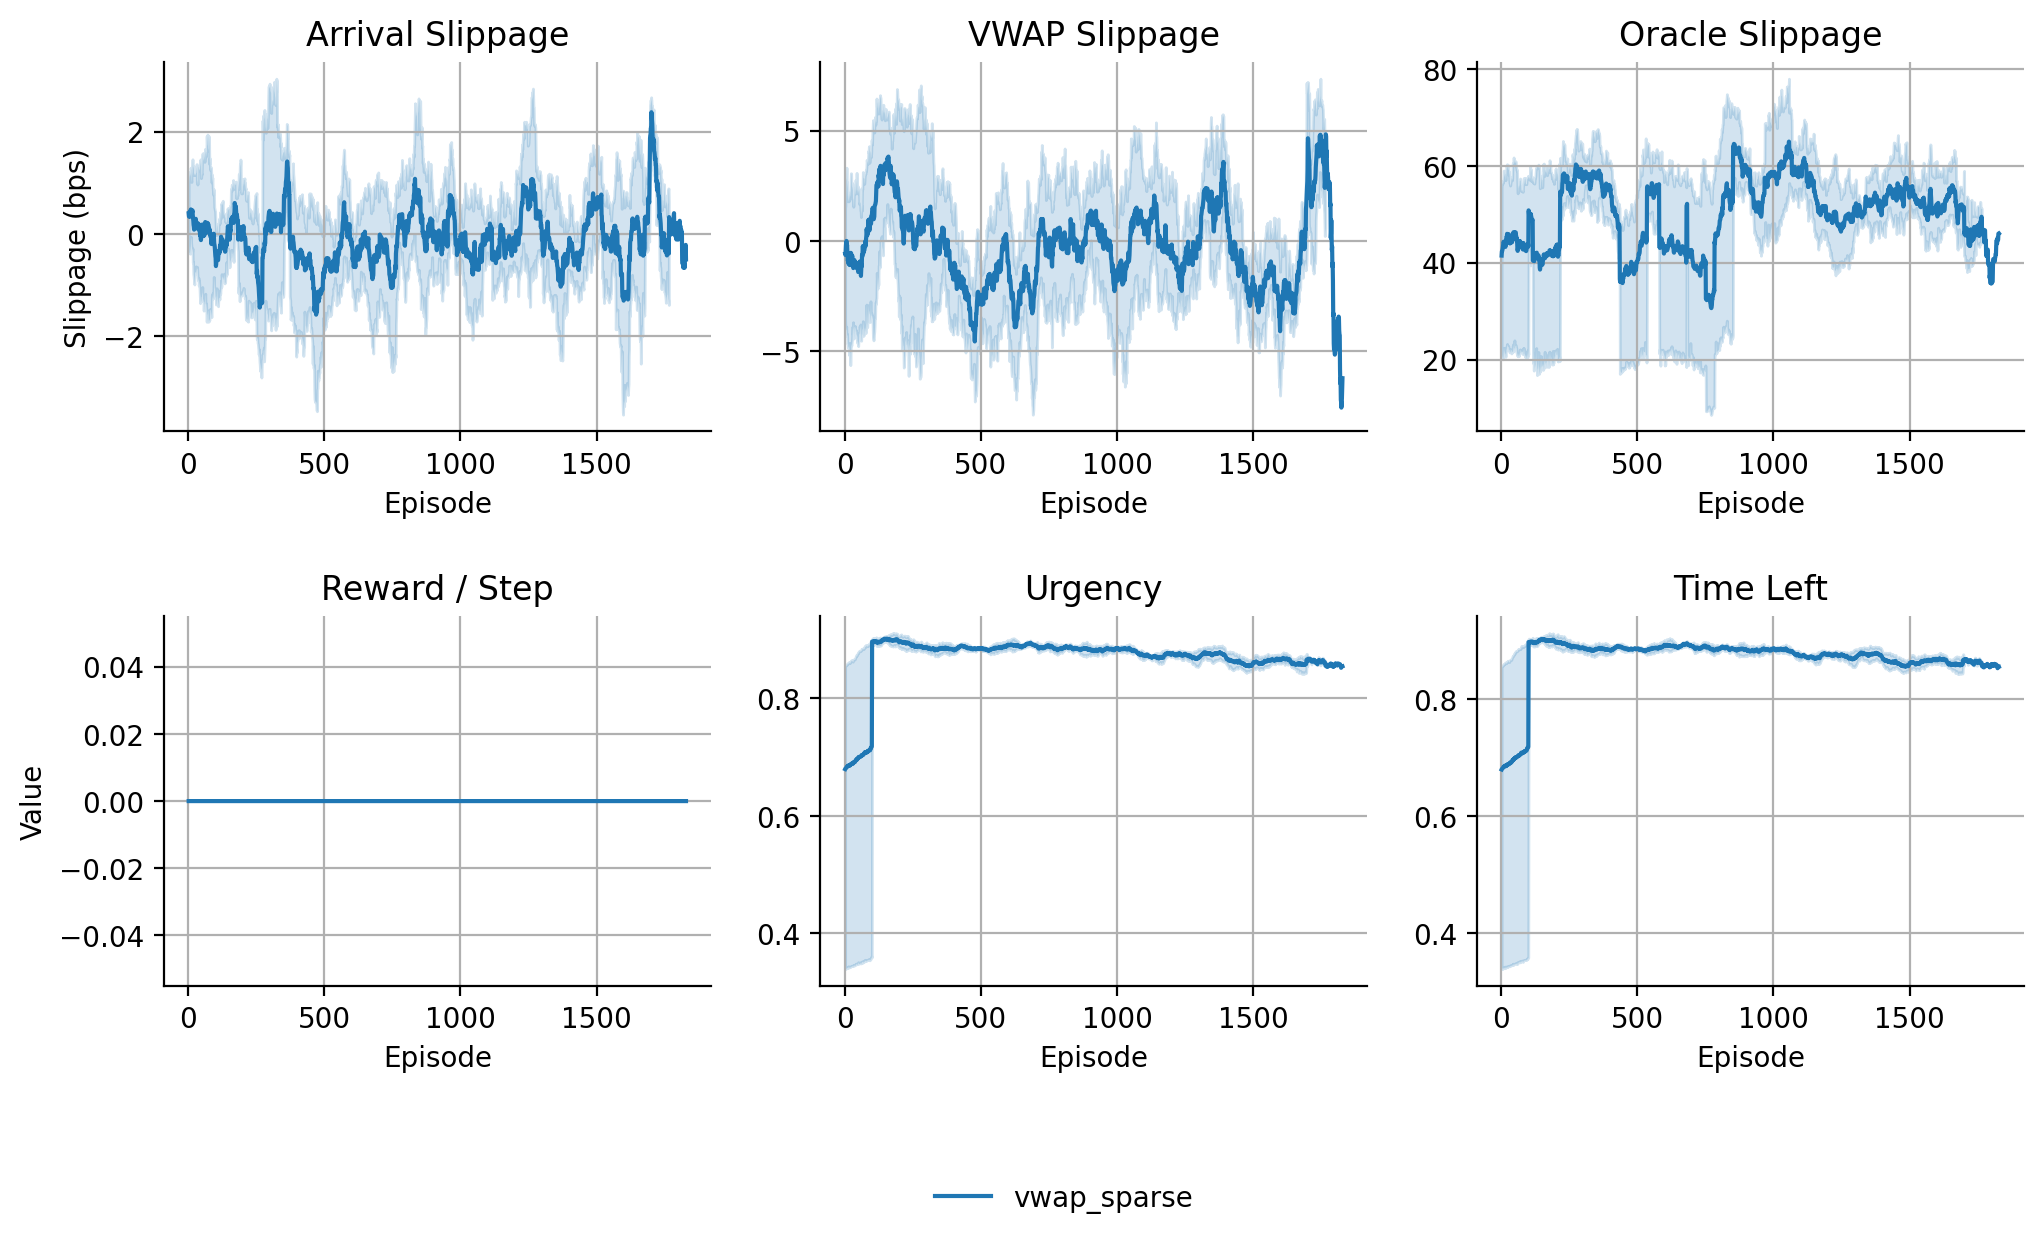 Arrival Slippage
VWAP Slippage
Oracle Slippage
Slippage (bps)
2
0
−2
5
0
−5
80
60
40
20
0 500 1000 1500
0 500 1000 1500
0 500 1000 1500
Episode
Episode
Episode
Reward / Step
Urgency
Time Left
Value
0.04
0.02
0.00
−0.02
−0.04
0.8
0.6
0.4
0.8
0.6
0.4
0 500 1000 1500
0 500 1000 1500
0 500 1000 1500
Episode
Episode
Episode
vwap_sparse